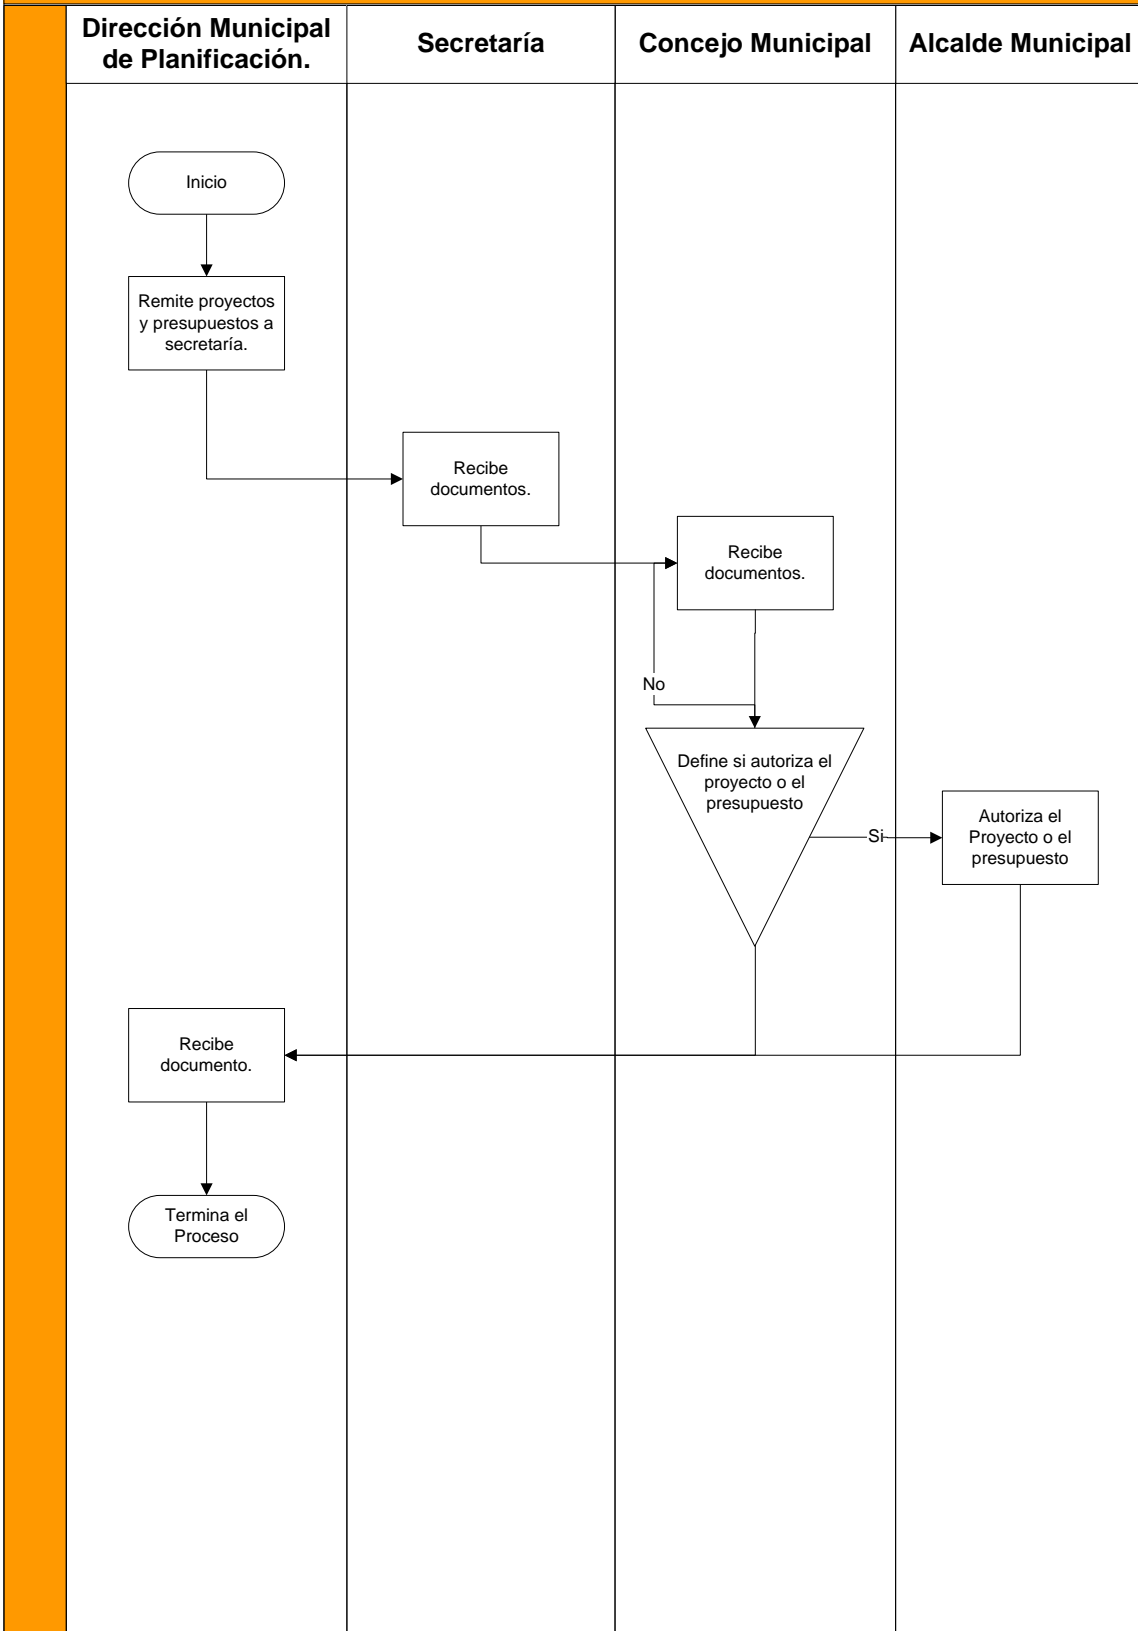 Dirección Municipal
de Planificación.
Secretaría
Concejo Municipal
Alcalde Municipal
Inicio
Remite proyectos
y presupuestos a
secretaría.
Recibe
documentos.
Recibe
documentos.
No
Define si autoriza el
proyecto o el
presupuesto
Si
Autoriza el
Proyecto o el
presupuesto
Recibe
documento.
Termina el
Proceso